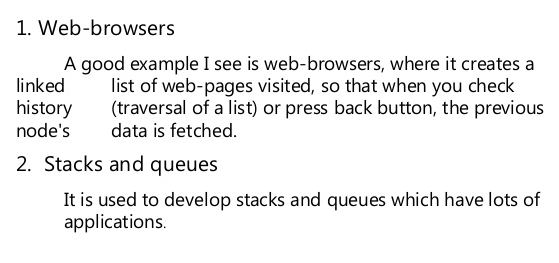 1. Web-browsers
A good example I see is web-browsers, where it creates a
linked list of web-pages visited, so that when you check
history (traversal of a list) or press back button, the previous
node's data is fetched.
2. Stacks and queues
It is used to develop stacks and queues which have lots of
applications.